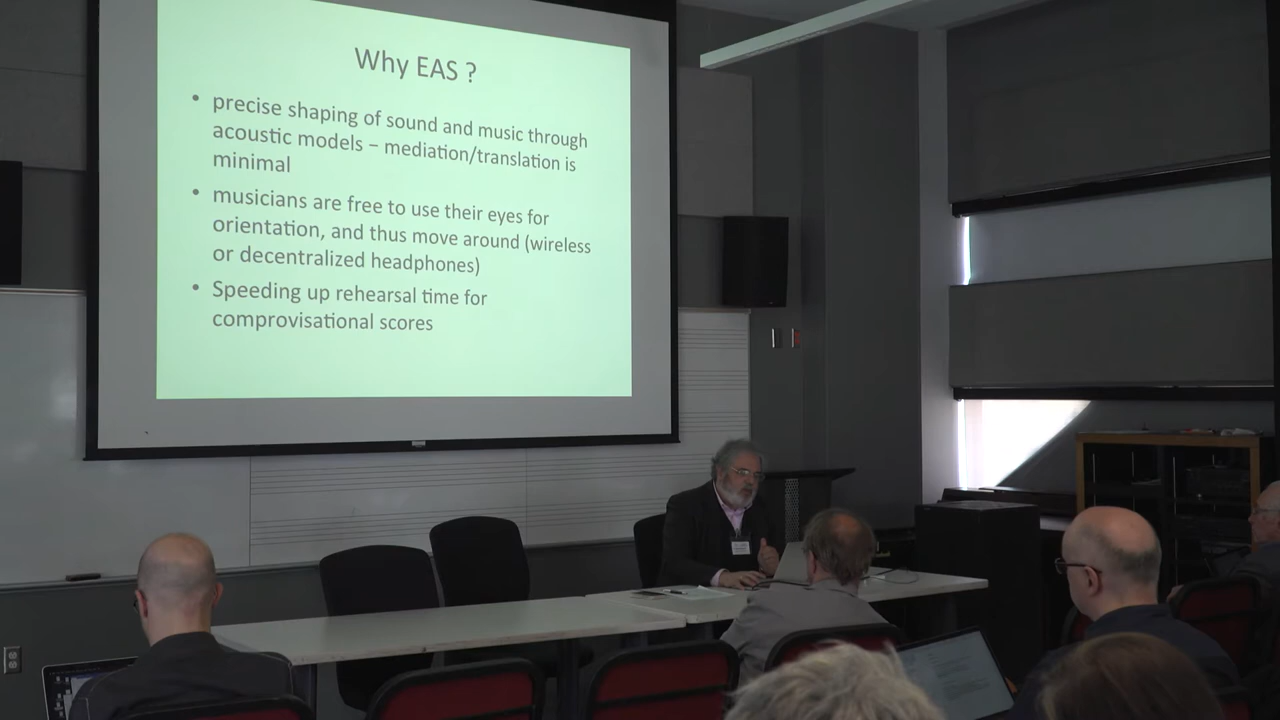 Why EAS ?
• precise shaping of sound and music through
acoustic models – mediation/translation is
minimal
• musicians are free to use their eyes for
orientation, and thus move around (wireless
or decentralized headphones)
• Speeding up rehearsal time for
comprovisational scores